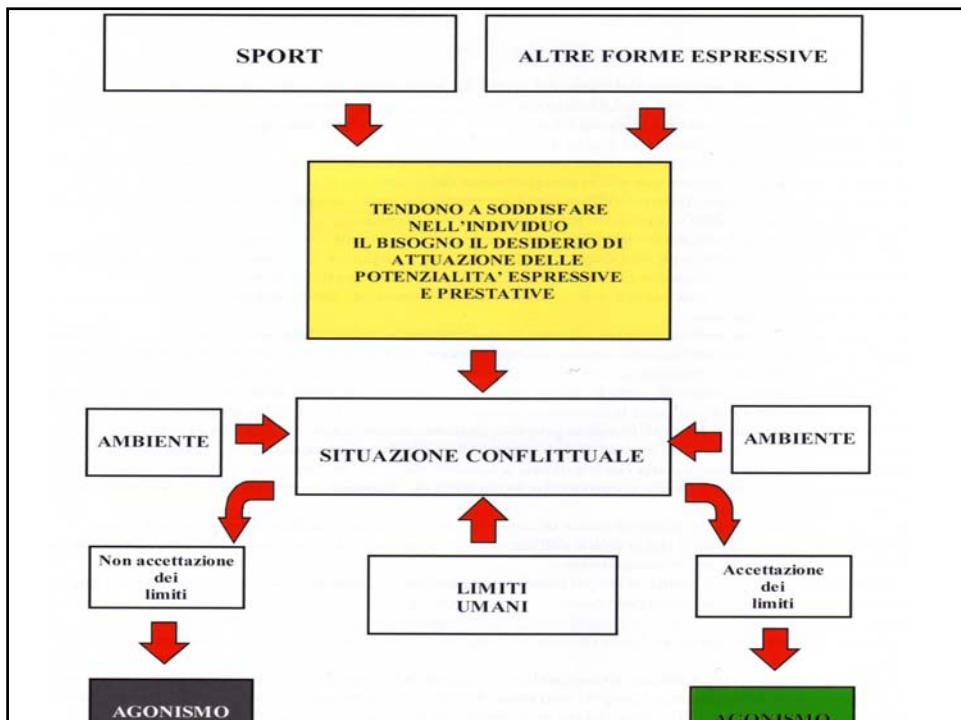 SPORT
ALTRE FORME ESPRESSIVE
TENDONO A SODDISFARE
NELL'INDIVIDUO
IL BISOGNO IL DESIDERIO DI
ATTUAZIONE DELLE
POTENZIALITA' ESPRESSIVE
E PRESTATIVE
AMBIENTE
SITUAZIONE CONFLITTUALE
AMBIENTE
Non accettazione
dei
limiti
LIMITI
UMANI
Accettazione
dei
limiti
AGONISMO
AGONISMO